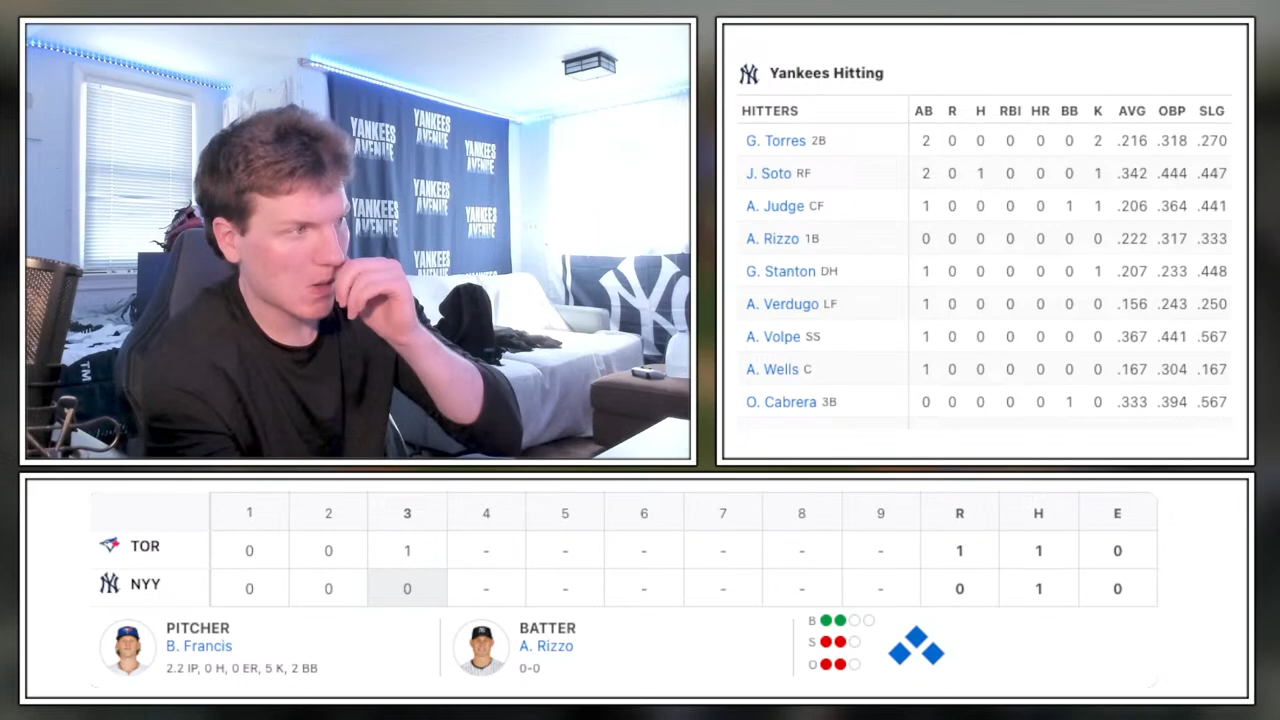 YANKEES AVENUE
YANKEES AVENUE
YANKEES AVENUE
YANKEES AVENUE
YANKEES AVENUE
YANKEES AVENUE
YANKEES AVENUE
YANKEES AVENUE
TM
Yankees Hitting
HITTERS AB R H RBI HR BB K AVG OBP SLG
G. Torres 2B 2 0 0 0 0 0 2 .216 .318 .270
J. Soto RF 2 0 1 0 0 0 1 .342 .444 .447
A. Judge CF 1 0 0 0 0 1 1 .206 .364 .441
A. Rizzo 1B 0 0 0 0 0 0 0 .222 .317 .333
G. Stanton DH 1 0 0 0 0 0 1 .207 .233 .448
A. Verdugo LF 1 0 0 0 0 0 0 .156 .243 .250
A. Volpe SS 1 0 0 0 0 0 0 .367 .441 .567
A. Wells C 1 0 0 0 0 0 0 .167 .304 .167
O. Cabrera 3B 0 0 0 0 0 1 0 .333 .394 .567
1 2 3 4 5 6 7 8 9 R H E
TOR 0 0 1 - - - - - - 1 1 0
NYY 0 0 0 - - - - - - 0 1 0
PITCHER
B. Francis
2.2 IP, 0 H, 0 ER, 5 K, 2 BB
BATTER
A. Rizzo
0-0
B
S
O